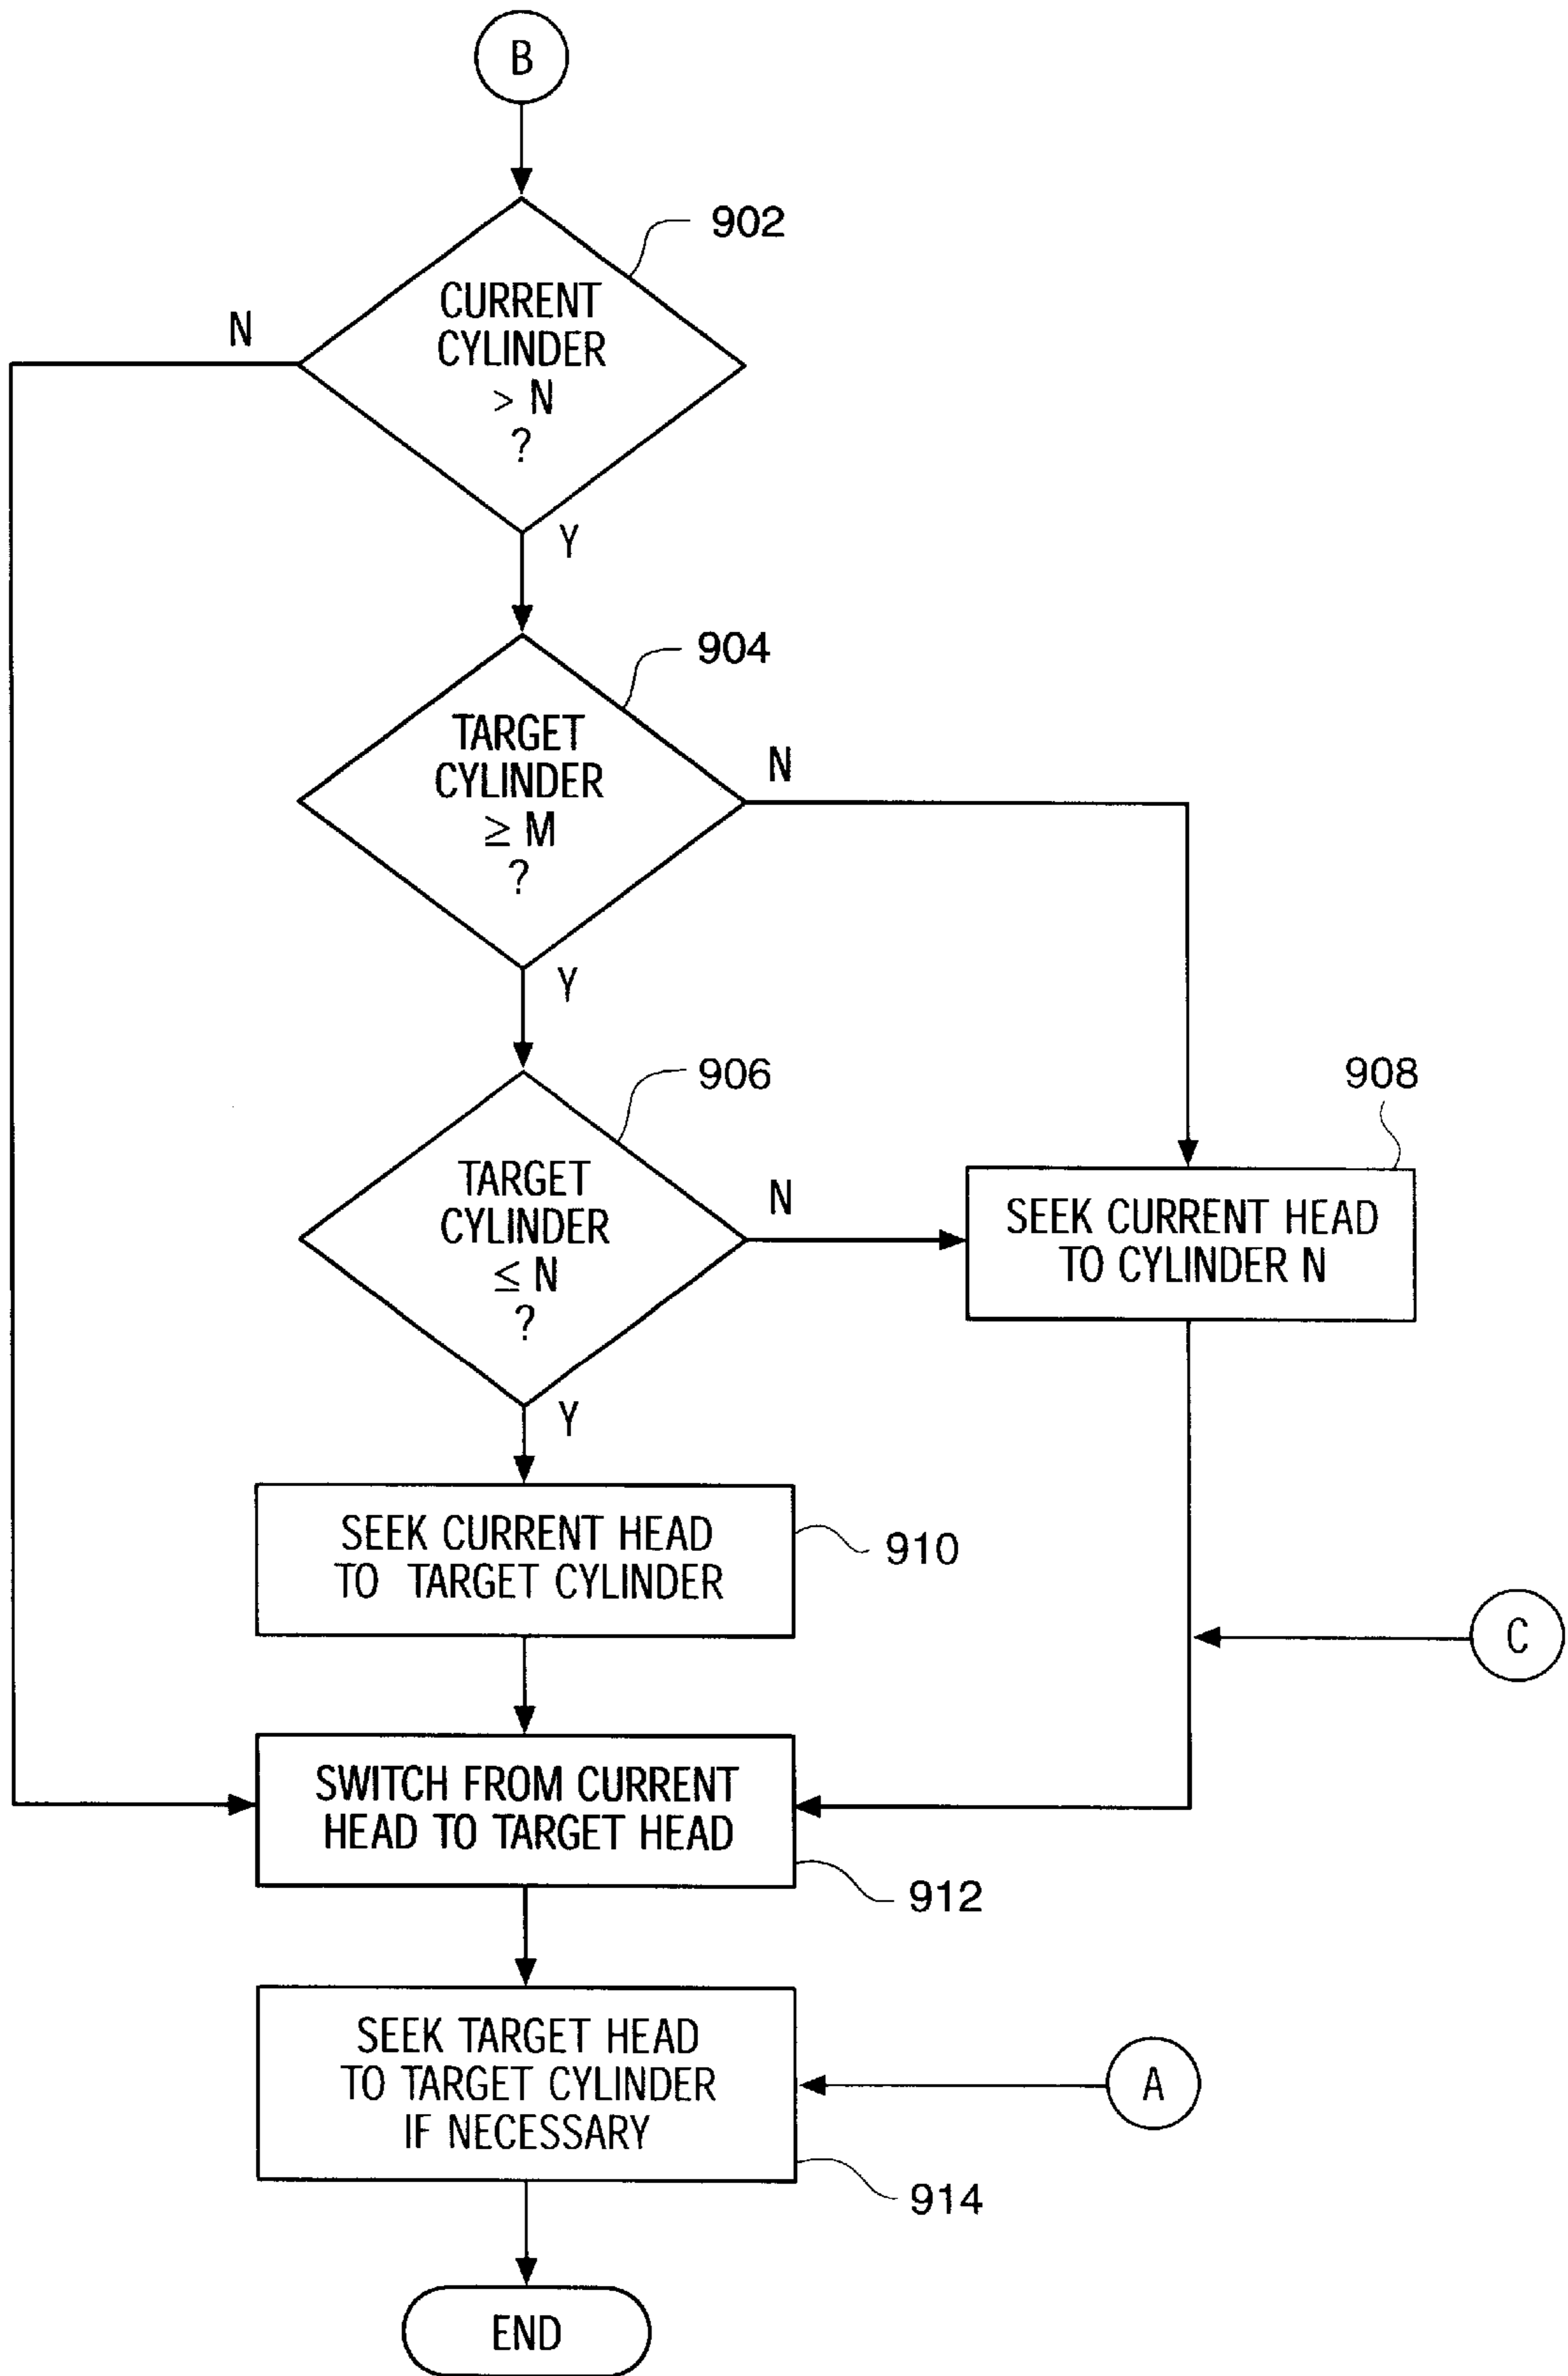 B
902
CURRENT
CYLINDER
> N
?
N
Y
904
TARGET
CYLINDER
≥ M
?
N
Y
906
TARGET
CYLINDER
≤ N
?
N
Y
908
SEEK CURRENT HEAD
TO CYLINDER N
SEEK CURRENT HEAD
TO TARGET CYLINDER
910
C
SWITCH FROM CURRENT
HEAD TO TARGET HEAD
912
SEEK TARGET HEAD
TO TARGET CYLINDER
IF NECESSARY
A
914
END